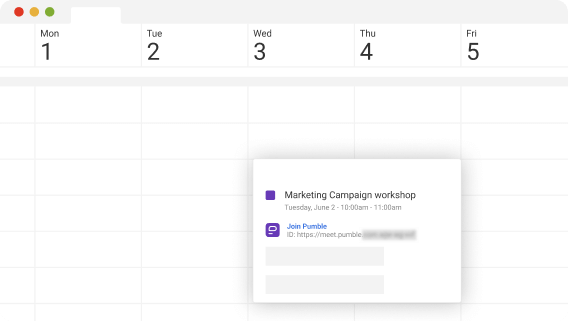 Mon Tue Wed Thu Fri
1 2 3 4 5
Marketing Campaign workshop
Tuesday, June 2 - 10:00am - 11:00am
Join Pumble
ID: https://meet.pumble